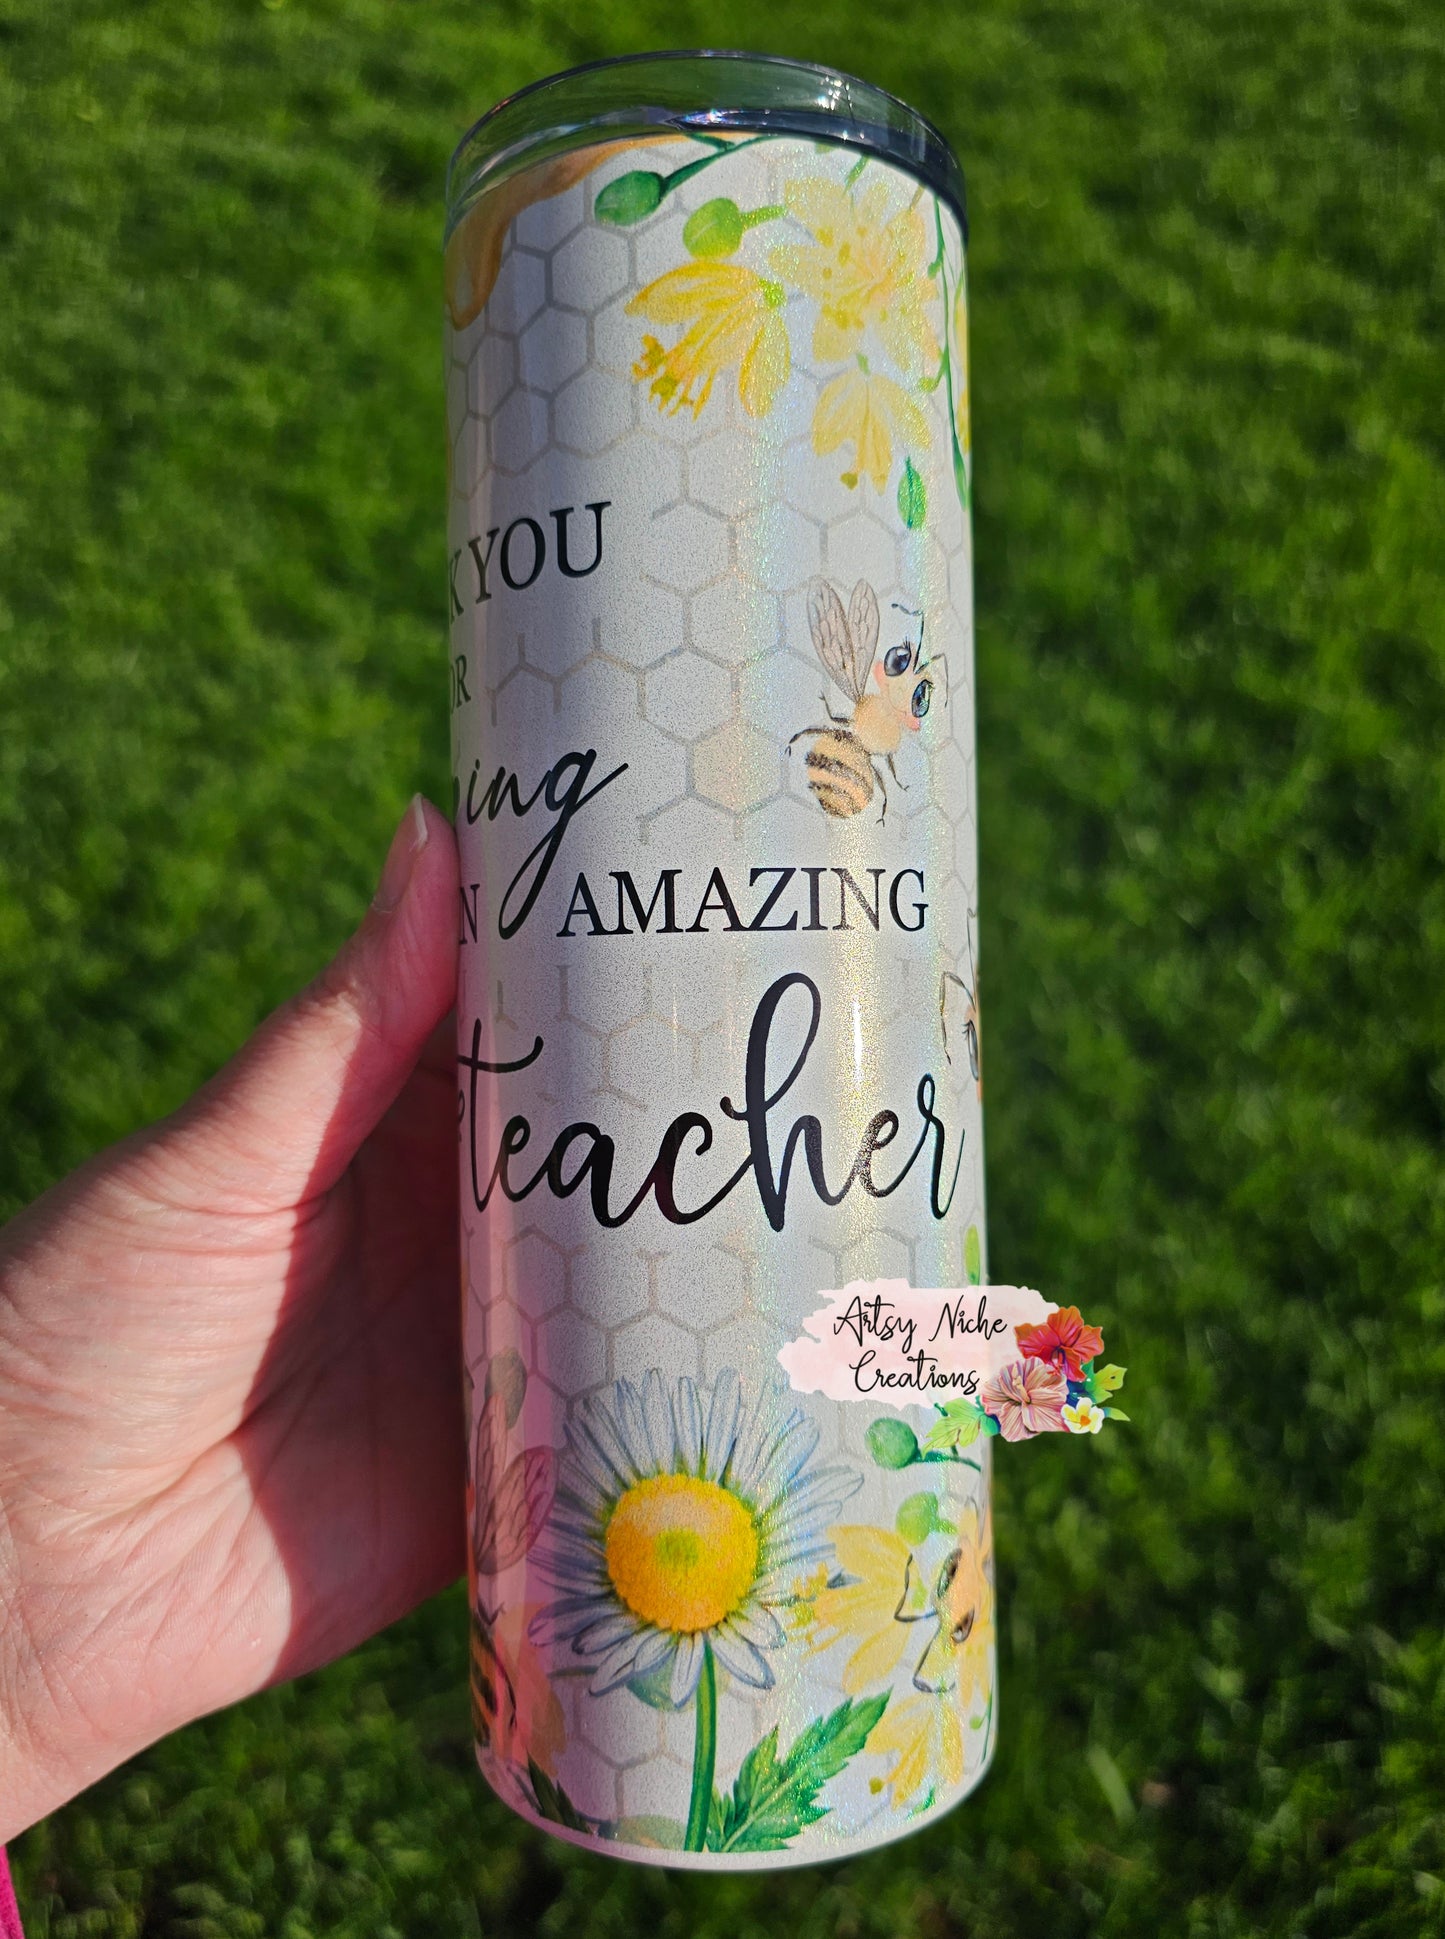 K YOU
OR
ing
N AMAZING
teacher
Artsy Niche
Creations